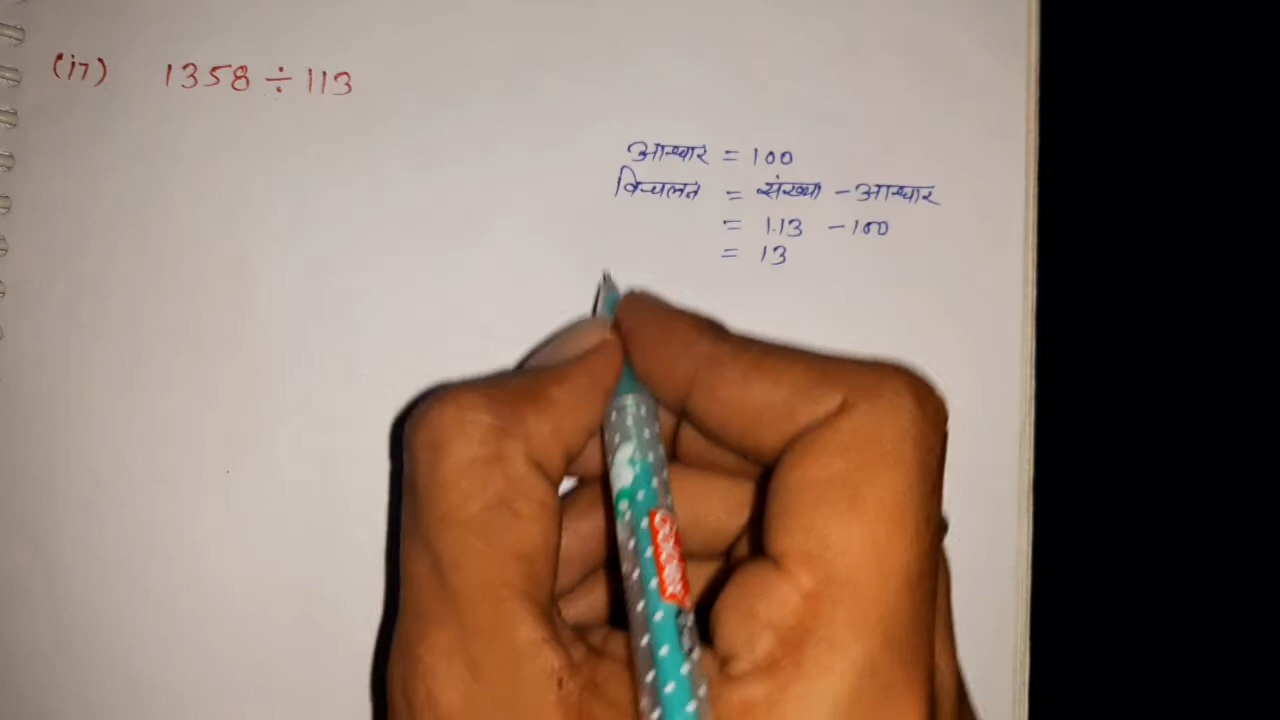 (i7) 1358 ÷ 113
आधार = 100
विचलन = संख्या - आधार
= 113 - 100
= 13